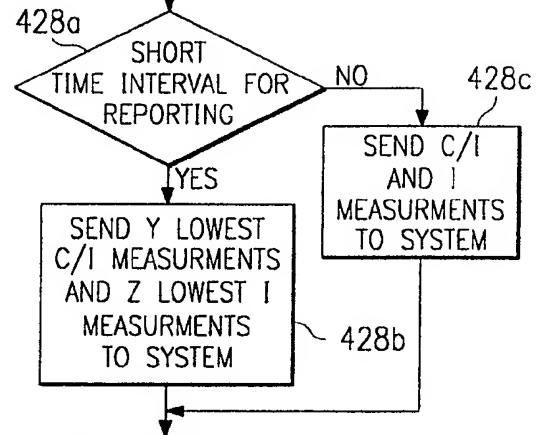 428a
SHORT
TIME INTERVAL FOR
REPORTING
NO
428c
SEND C/I
AND I
MEASURMENTS
TO SYSTEM
YES
SEND Y LOWEST
C/I MEASURMENTS
AND Z LOWEST I
MEASURMENTS
TO SYSTEM
428b